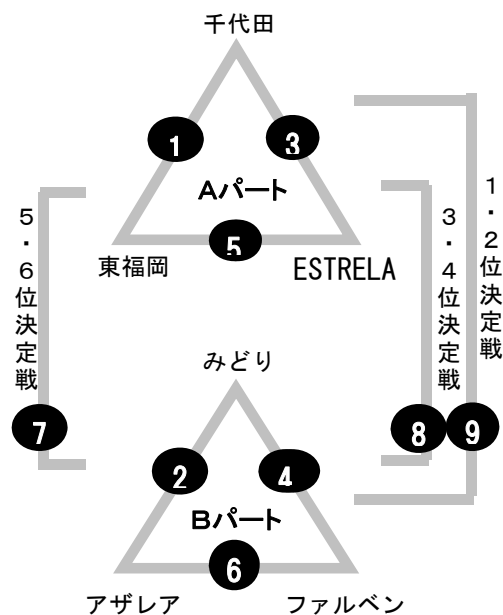 千代田
1
3
Aパート
5
東福岡
ESTRELA
5・6位決定戦
3・4位決定戦
1・2位決定戦
みどり
7
8
9
2
4
Bパート
6
アザレア
ファルベン